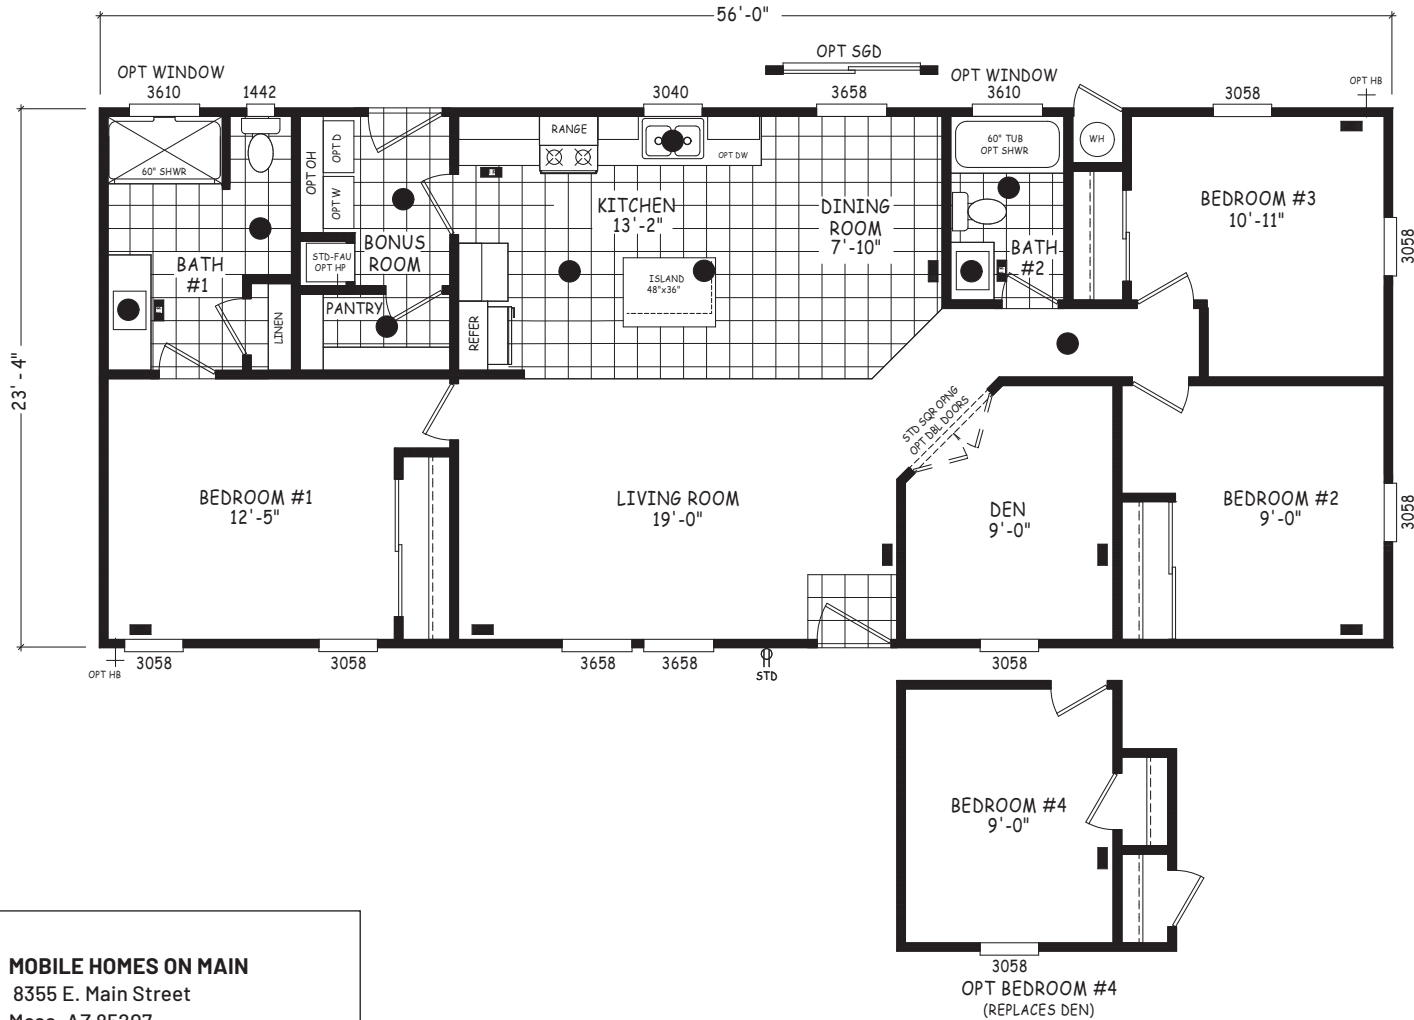 56'-0"
OPT SGD
OPT WINDOW
OPT WINDOW
3610
1442
3040
3658
3610
3058
OPT HB
60" SHWR
OPT OH
OPT D
OPT W
RANGE
OPT DW
60" TUB
OPT SHWR
WH
BATH
#1
BONUS
ROOM
STD-FAU
OPT HP
PANTRY
LINEN
KITCHEN
13'-2"
ISLAND
48"x36"
REFER
DINING
ROOM
7'-10"
BATH
#2
BEDROOM #3
10'-11"
3058
23'-4"
STD SQR OPNG
OPT DBL DOORS
BEDROOM #1
12'-5"
LIVING ROOM
19'-0"
DEN
9'-0"
BEDROOM #2
9'-0"
3058
OPT HB
3058
3058
3658
3658
STD
3058
BEDROOM #4
9'-0"
3058
OPT BEDROOM #4
(REPLACES DEN)
MOBILE HOMES ON MAIN
8355 E. Main Street
Mesa, AZ 85207